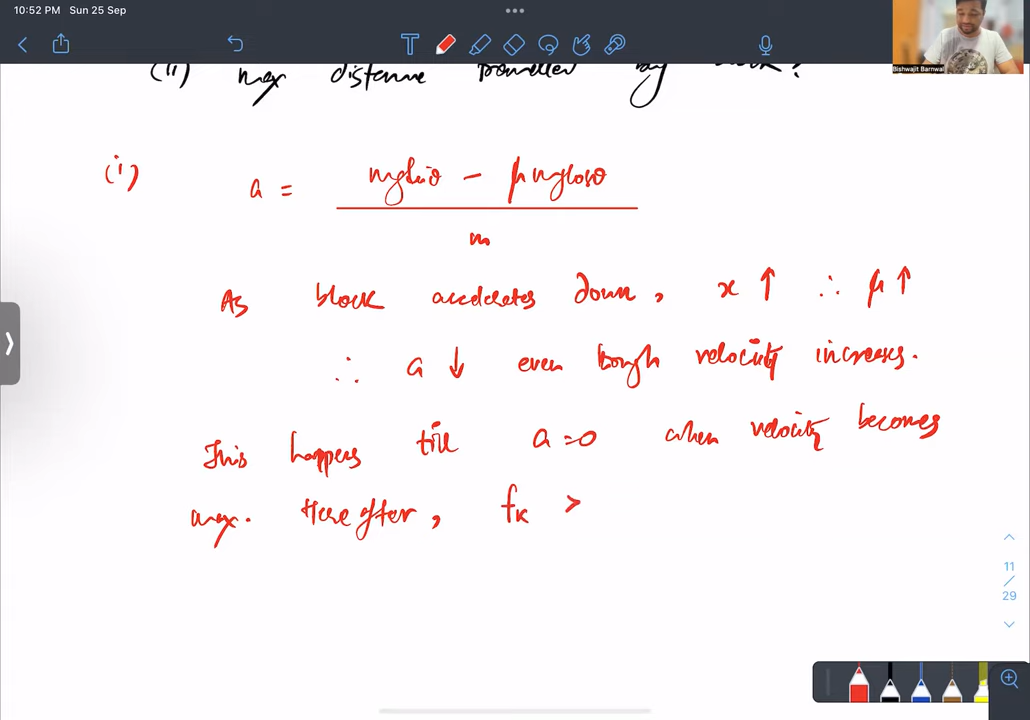 10:52 PM Sun 25 Sep
Bishwajit Barnwal
(ii) max distance travelled by block?
(i) a = mg sinθ - μ mg cosθ
m
As block accelerates down, x ↑ ∴ μ ↑
∴ a ↓ even though velocity increases.
This happens till a = 0 when velocity becomes
max. Hereafter, fk >
11
/
29